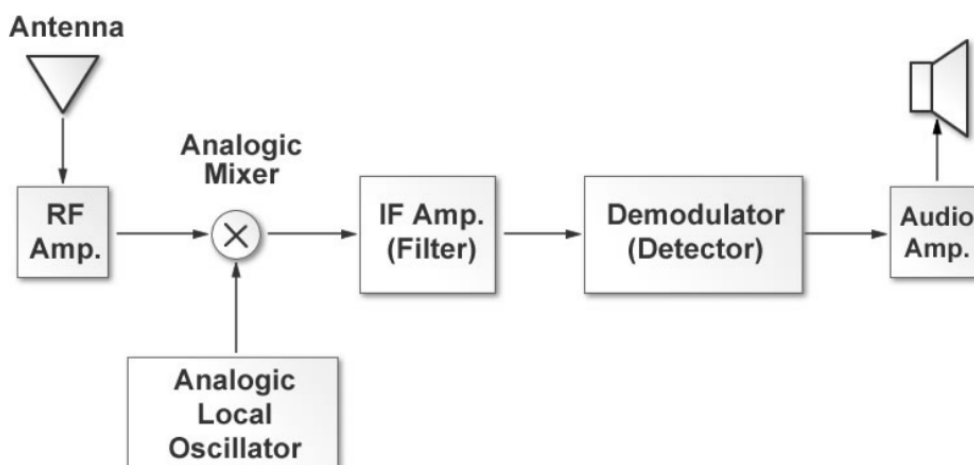 Antenna
Analogic
Mixer
RF
Amp.
IF Amp.
(Filter)
Demodulator
(Detector)
Audio
Amp.
Analogic
Local
Oscillator